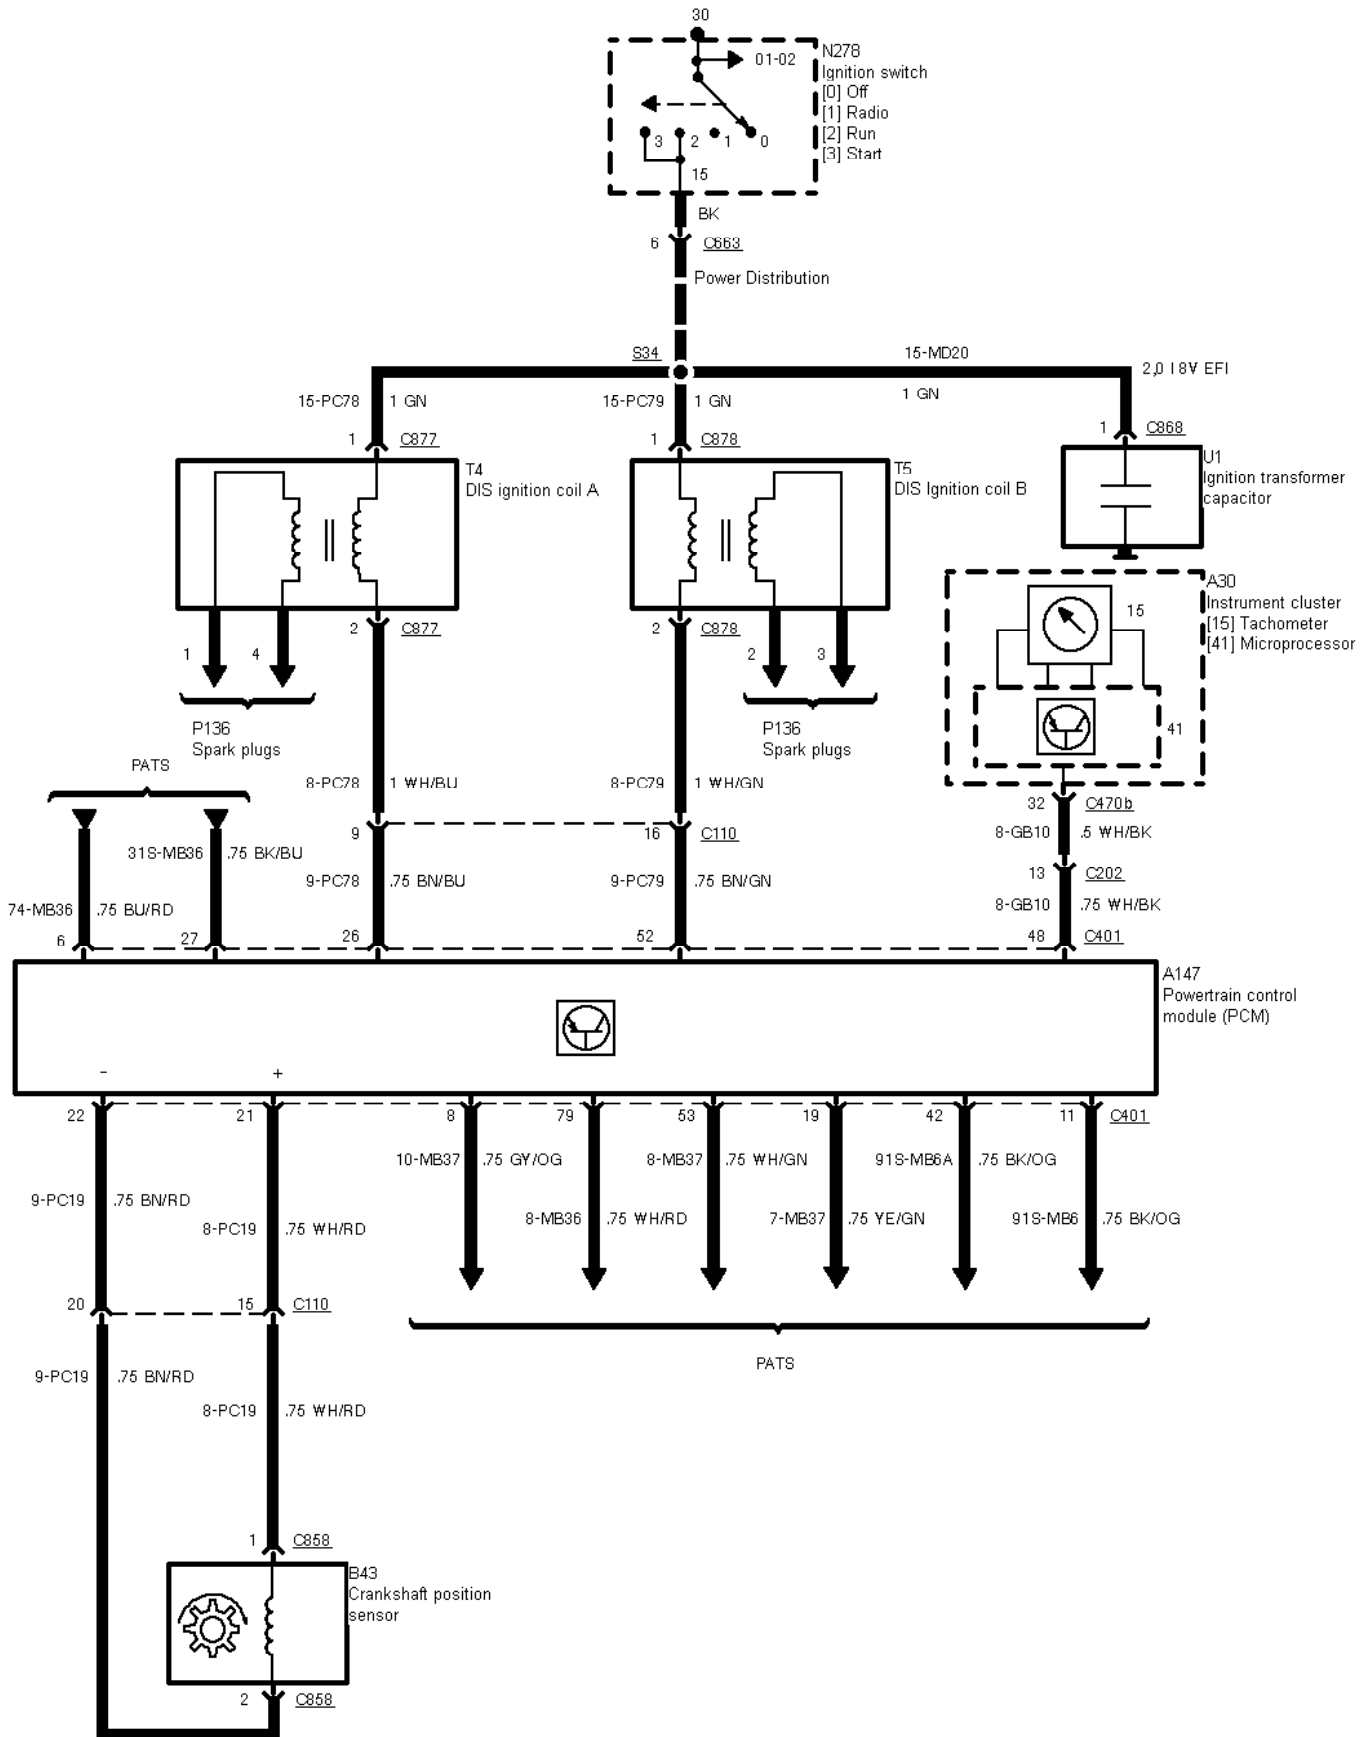 30
01-02
N278
Ignition switch
[0] Off
[1] Radio
[2] Run
[3] Start
3 2 1 0
15
BK
6 C663
Power Distribution
S34
15-MD20
1 GN
2,0 I 8V EFI
15-PC78 1 GN
15-PC79 1 GN
1 C877
1 C878
1 C868
T4
DIS ignition coil A
T5
DIS Ignition coil B
U1
Ignition transformer
capacitor
2 C877
2 C878
1 4
2 3
P136
Spark plugs
P136
Spark plugs
A30
Instrument cluster
[15] Tachometer
[41] Microprocessor
15
41
PATS
8-PC78 1 WH/BU
8-PC79 1 WH/GN
32 C470b
8-GB10 .5 WH/BK
9
16 C110
31S-MB36 .75 BK/BU
9-PC78 .75 BN/BU
9-PC79 .75 BN/GN
13 C202
74-MB36 .75 BU/RD
8-GB10 .75 WH/BK
6 27 26 52 48 C401
A147
Powertrain control
module (PCM)
- +
22 21 8 79 53 19 42 11 C401
10-MB37 .75 GY/OG
8-MB37 .75 WH/GN
91S-MB6A .75 BK/OG
9-PC19 .75 BN/RD
8-PC19 .75 WH/RD
8-MB36 .75 WH/RD
7-MB37 .75 YE/GN
91S-MB6 .75 BK/OG
20 15 C110
PATS
9-PC19 .75 BN/RD
8-PC19 .75 WH/RD
1 C858
B43
Crankshaft position
sensor
2 C858